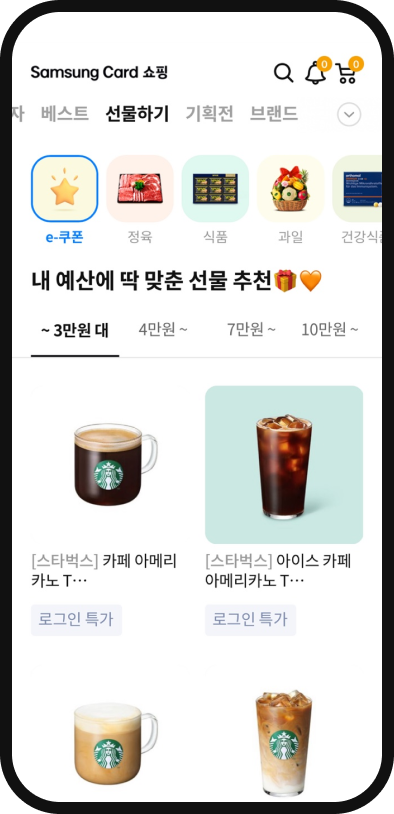 Samsung Card 쇼핑
0
0
자 베스트 선물하기 기획전 브랜드
e-쿠폰 정육 식품 과일 건강식품
내 예산에 딱 맞춘 선물 추천🎁🧡
~ 3만원 대 4만원 ~ 7만원 ~ 10만원 ~
[스타벅스] 카페 아메리
카노 T···
로그인 특가
[스타벅스] 아이스 카페
아메리카노 T···
로그인 특가